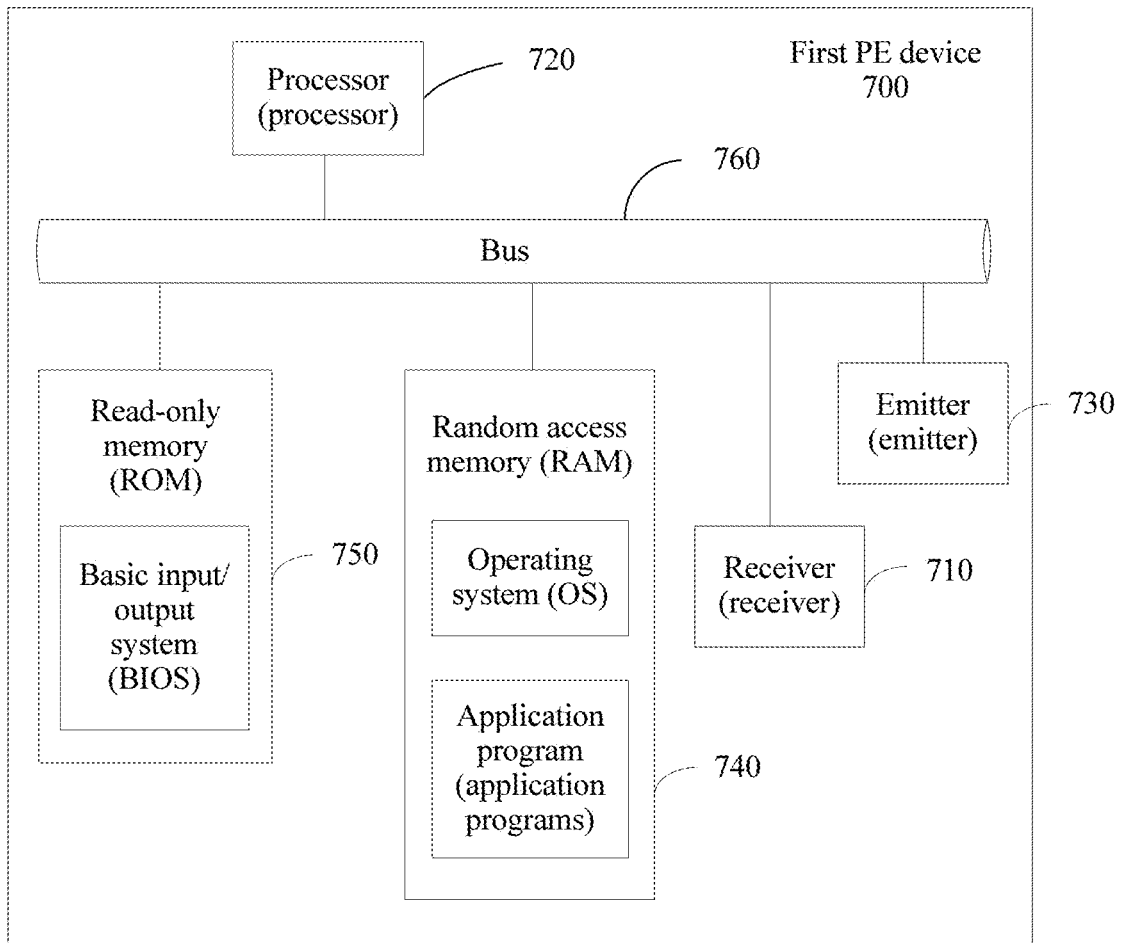 First PE device
700
Processor
(processor)
720
760
Bus
Read-only
memory
(ROM)
Basic input/
output
system
(BIOS)
750
Random access
memory (RAM)
Operating
system (OS)
Application
program
(application
programs)
740
Receiver
(receiver)
710
Emitter
(emitter)
730